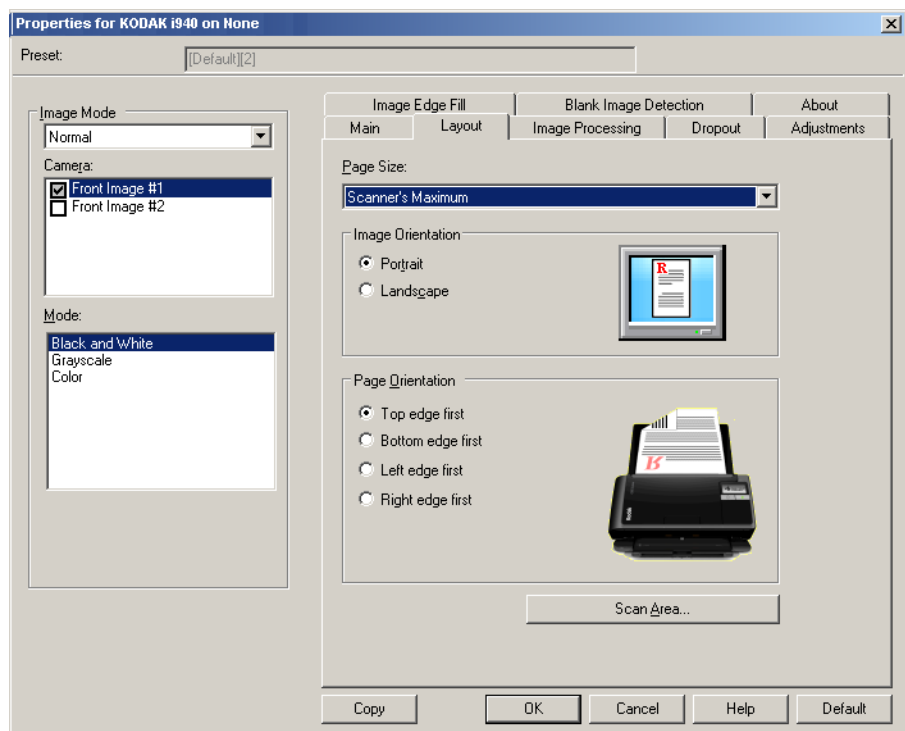 Properties for KODAK i940 on None
Preset:
[Default][2]
Image Mode
Normal
Camera:
Front Image #1
Front Image #2
Mode:
Black and White
Grayscale
Color
Image Edge Fill
Blank Image Detection
About
Main
Layout
Image Processing
Dropout
Adjustments
Page Size:
Scanner's Maximum
Image Orientation
Portrait
Landscape
R
Page Orientation
Top edge first
Bottom edge first
Left edge first
Right edge first
R
Kodak
Scan Area...
Copy
OK
Cancel
Help
Default